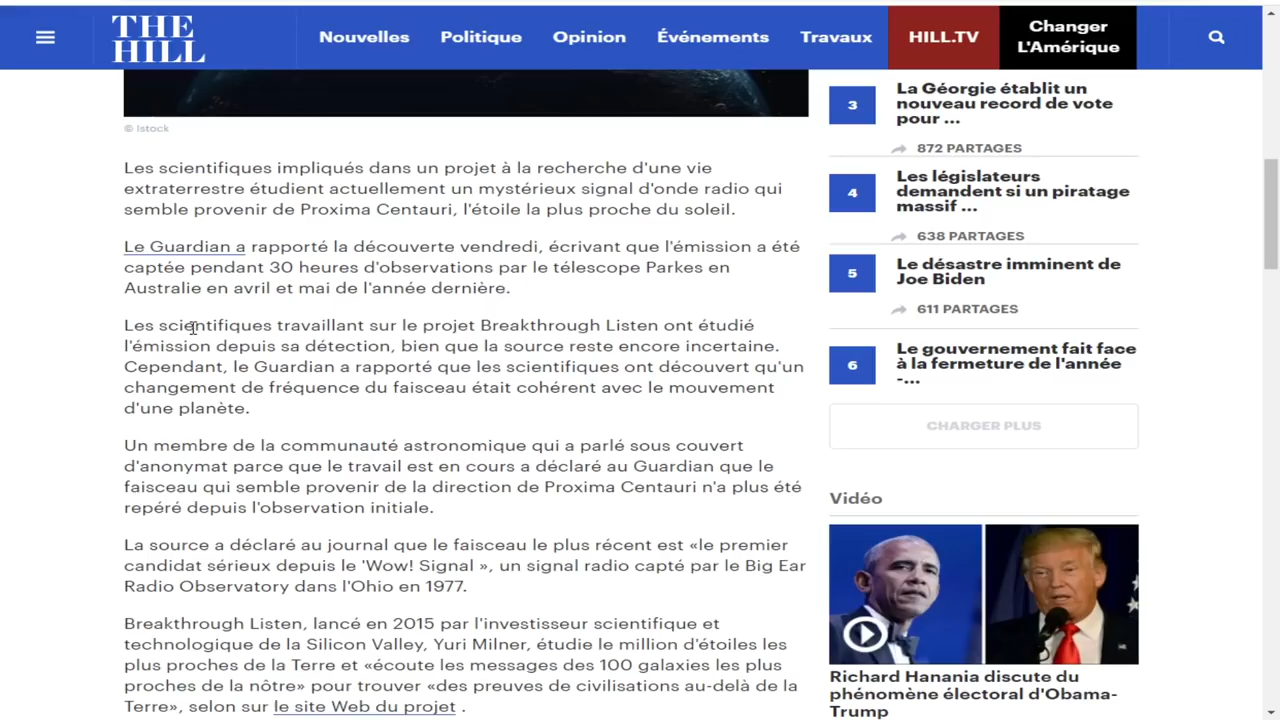 THE
HILL
Nouvelles
Politique
Opinion
Événements
Travaux
HILL.TV
Changer
L'Amérique
© Istock
Les scientifiques impliqués dans un projet à la recherche d'une vie
extraterrestre étudient actuellement un mystérieux signal d'onde radio qui
semble provenir de Proxima Centauri, l'étoile la plus proche du soleil.
Le Guardian a rapporté la découverte vendredi, écrivant que l'émission a été
captée pendant 30 heures d'observations par le télescope Parkes en
Australie en avril et mai de l'année dernière.
Les scientifiques travaillant sur le projet Breakthrough Listen ont étudié
l'émission depuis sa détection, bien que la source reste encore incertaine.
Cependant, le Guardian a rapporté que les scientifiques ont découvert qu'un
changement de fréquence du faisceau était cohérent avec le mouvement
d'une planète.
Un membre de la communauté astronomique qui a parlé sous couvert
d'anonymat parce que le travail est en cours a déclaré au Guardian que le
faisceau qui semble provenir de la direction de Proxima Centauri n'a plus été
repéré depuis l'observation initiale.
La source a déclaré au journal que le faisceau le plus récent est «le premier
candidat sérieux depuis le 'Wow! Signal », un signal radio capté par le Big Ear
Radio Observatory dans l'Ohio en 1977.
Breakthrough Listen, lancé en 2015 par l'investisseur scientifique et
technologique de la Silicon Valley, Yuri Milner, étudie le million d'étoiles les
plus proches de la Terre et «écoute les messages des 100 galaxies les plus
proches de la nôtre» pour trouver «des preuves de civilisations au-delà de la
Terre», selon sur le site Web du projet .
3
La Géorgie établit un
nouveau record de vote
pour ...
872 PARTAGES
4
Les législateurs
demandent si un piratage
massif ...
638 PARTAGES
5
Le désastre imminent de
Joe Biden
611 PARTAGES
6
Le gouvernement fait face
à la fermeture de l'année
-...
CHARGER PLUS
Vidéo
Richard Hanania discute du
phénomène électoral d'Obama-
Trump